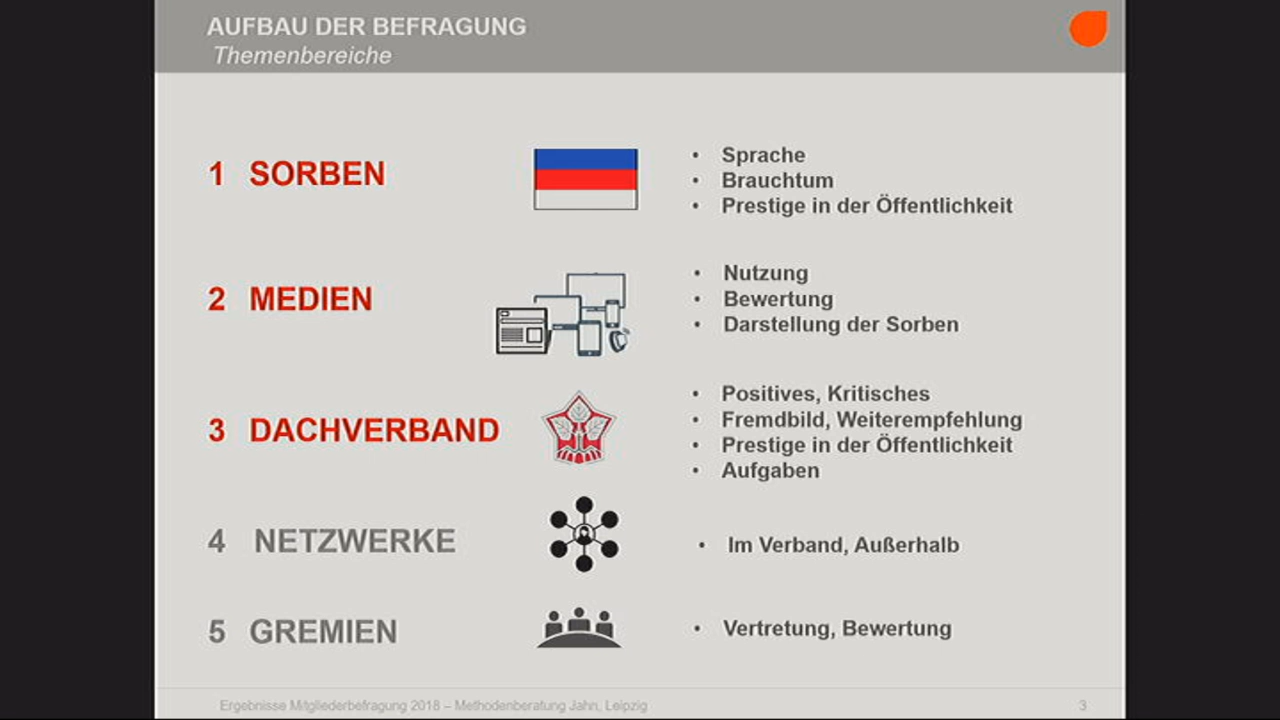 AUFBAU DER BEFRAGUNG
Themenbereiche
1 SORBEN
• Sprache
• Brauchtum
• Prestige in der Öffentlichkeit
2 MEDIEN
• Nutzung
• Bewertung
• Darstellung der Sorben
3 DACHVERBAND
• Positives, Kritisches
• Fremdbild, Weiterempfehlung
• Prestige in der Öffentlichkeit
• Aufgaben
4 NETZWERKE
• Im Verband, Außerhalb
5 GREMIEN
• Vertretung, Bewertung
Ergebnisse Mitgliederbefragung 2018 – Methodenberatung Jahn, Leipzig
3